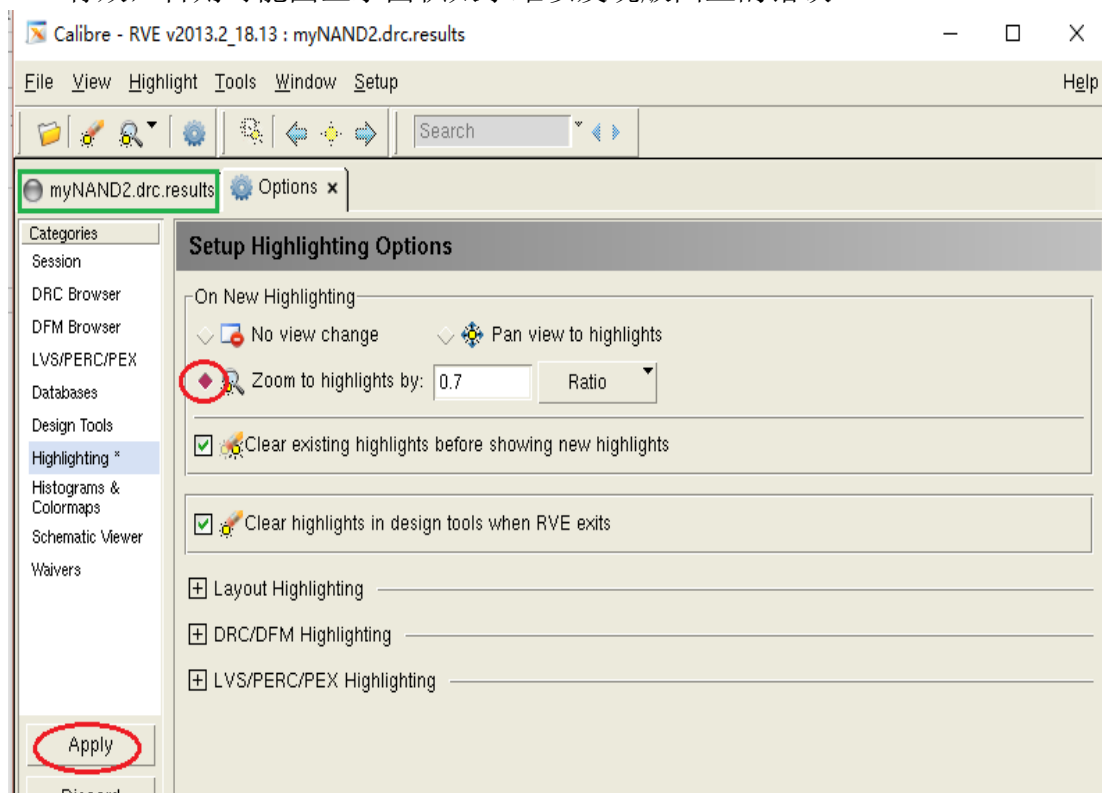 Calibre - RVE v2013.2_18.13 : myNAND2.drc.results
File View Highlight Tools Window Setup Help
Search
myNAND2.drc.results Options x
Categories
Session
DRC Browser
DFM Browser
LVS/PERC/PEX
Databases
Design Tools
Highlighting *
Histograms &
Colormaps
Schematic Viewer
Waivers
Apply
Setup Highlighting Options
On New Highlighting
No view change Pan view to highlights
Zoom to highlights by: 0.7 Ratio
Clear existing highlights before showing new highlights
Clear highlights in design tools when RVE exits
Layout Highlighting
DRC/DFM Highlighting
LVS/PERC/PEX Highlighting